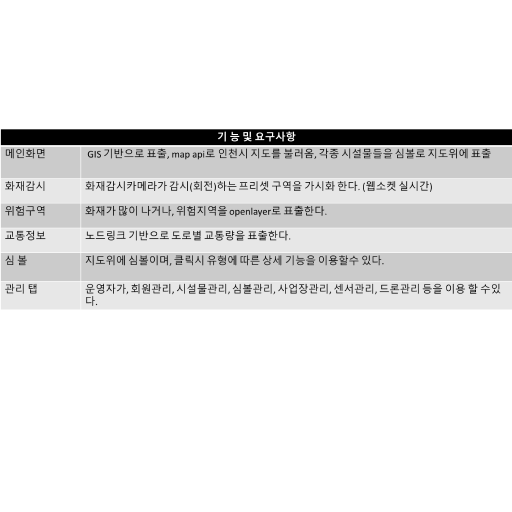 기 능 및 요구사항
메인화면 GIS 기반으로 표출, map api로 인천시 지도를 불러옴, 각종 시설물들을 심볼로 지도위에 표출
화재감시 화재감시카메라가 감시(회전)하는 프리셋 구역을 가시화 한다. (웹소켓 실시간)
위험구역 화재가 많이 나거나, 위험지역을 openlayer로 표출한다.
교통정보 노드링크 기반으로 도로별 교통량을 표출한다.
심 볼 지도위에 심볼이며, 클릭시 유형에 따른 상세 기능을 이용할수 있다.
관리 탭 운영자가, 회원관리, 시설물관리, 심볼관리, 사업장관리, 센서관리, 드론관리 등을 이용 할 수있
다.